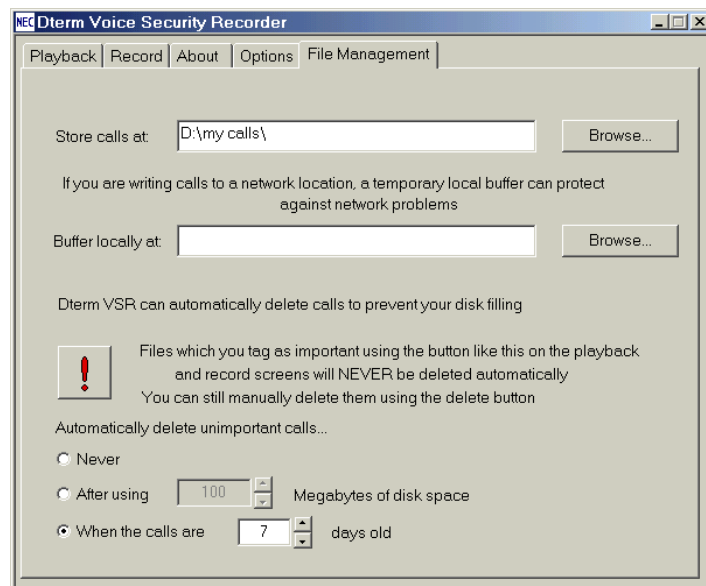 NEC Dterm Voice Security Recorder
Playback Record About Options File Management
Store calls at: D:\my calls\ Browse...
If you are writing calls to a network location, a temporary local buffer can protect
against network problems
Buffer locally at: Browse...
Dterm VSR can automatically delete calls to prevent your disk filling
! Files which you tag as important using the button like this on the playback
and record screens will NEVER be deleted automatically
You can still manually delete them using the delete button
Automatically delete unimportant calls...
Never
After using 100 Megabytes of disk space
When the calls are 7 days old